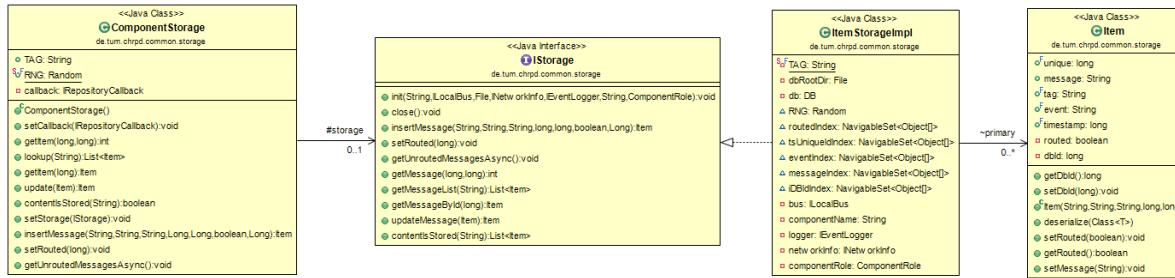 <<Java Class>>
ComponentStorage
de.tum.chrpd.common.storage
TAG: String
RNG: Random
callback: IRepositoryCallback
ComponentStorage()
setCallback(IRepositoryCallback):void
getItem(long,long):int
lookup(String):List<Item>
getItem(long):Item
update(Item):Item
contentIsStored(String):boolean
setStorage(IStorage):void
insertMessage(String,String,String,Long,Long,boolean,Long):Item
setRouted(long):void
getUnroutedMessagesAsync():void
#storage
0..1
<<Java Interface>>
IStorage
de.tum.chrpd.common.storage
init(String,ILocalBus,File,INetworkInfo,IEventLogger,String,ComponentRole):void
close():void
insertMessage(String,String,String,long,long,boolean,Long):Item
setRouted(long):void
getUnroutedMessagesAsync():void
getMessage(long,long):int
getMessageList(String):List<Item>
getMessageById(long):Item
updateMessage(Item):Item
contentIsStored(String):List<Item>
<<Java Class>>
ItemStorageImpl
de.tum.chrpd.common.storage
TAG: String
dbRootDir: File
db: DB
RNG: Random
routedIndex: NavigableSet<Object[]>
tsUniqueIdIndex: NavigableSet<Object[]>
eventIndex: NavigableSet<Object[]>
messageIndex: NavigableSet<Object[]>
iDBIdIndex: NavigableSet<Object[]>
bus: ILocalBus
componentName: String
logger: IEventLogger
networkInfo: INetworkInfo
componentRole: ComponentRole
~primary
0..*
<<Java Class>>
Item
de.tum.chrpd.common.storage
unique: long
message: String
tag: String
event: String
timestamp: long
routed: boolean
dbId: long
getDbId():long
setDbId(long):void
Item(String,String,String,long,long
deserialize(Class<T>)
setRouted(boolean):void
getRouted():boolean
setMessage(String):void